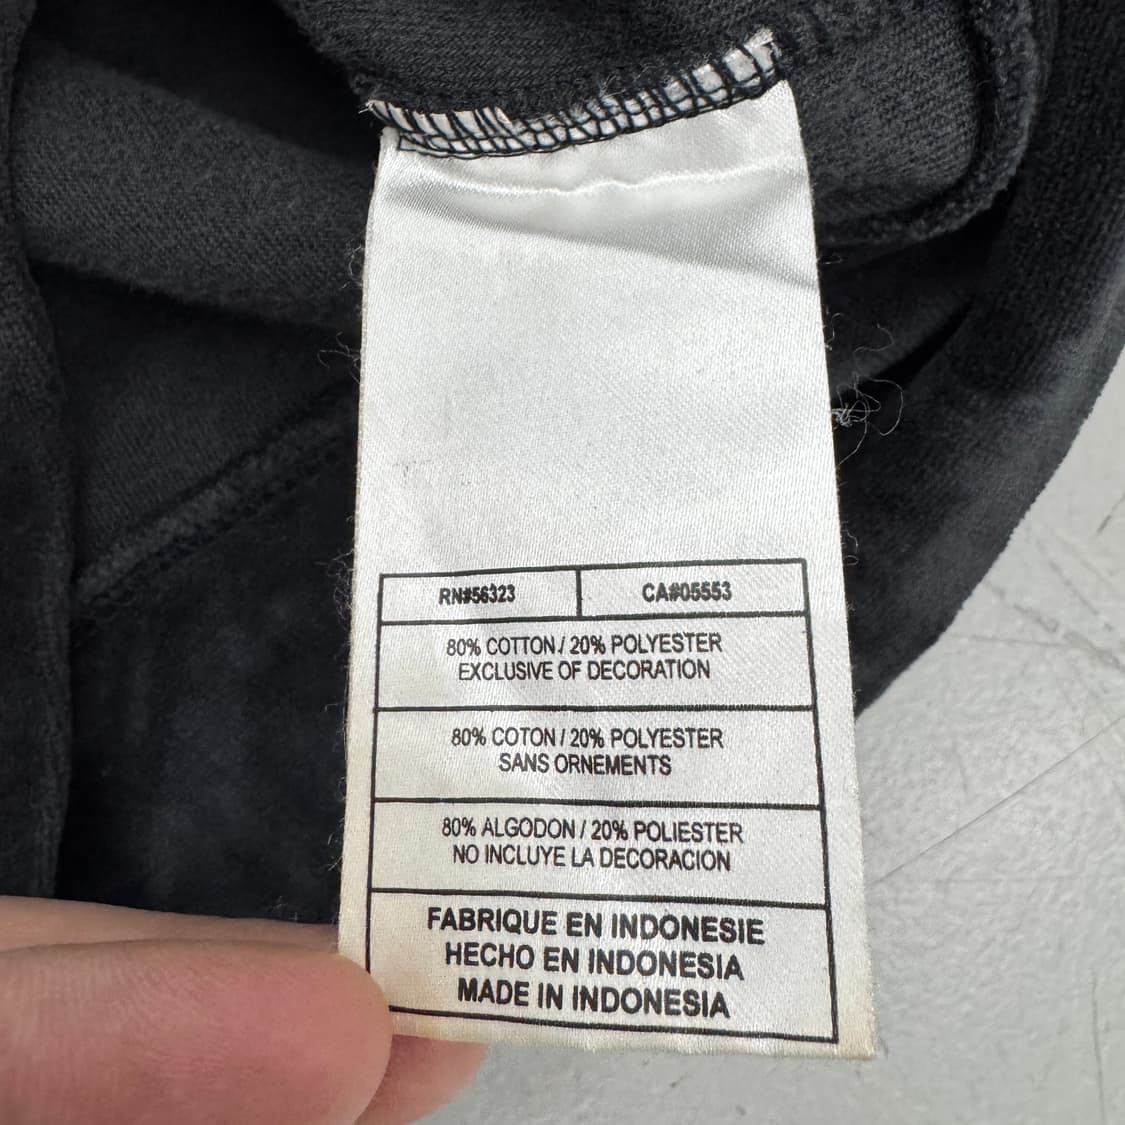 RN#56323 CA#05553
80% COTTON / 20% POLYESTER
EXCLUSIVE OF DECORATION
80% COTON / 20% POLYESTER
SANS ORNEMENTS
80% ALGODON / 20% POLIESTER
NO INCLUYE LA DECORACION
FABRIQUE EN INDONESIE
HECHO EN INDONESIA
MADE IN INDONESIA